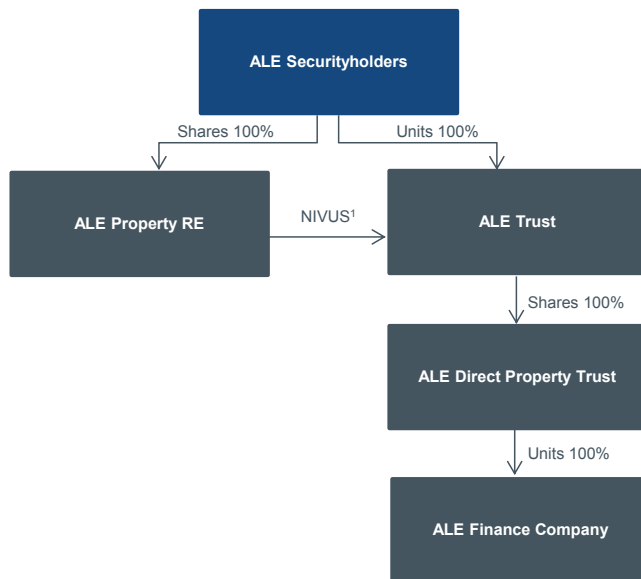 ALE Securityholders
Shares 100%
Units 100%
ALE Property RE
NIVUS¹
ALE Trust
Shares 100%
ALE Direct Property Trust
Units 100%
ALE Finance Company